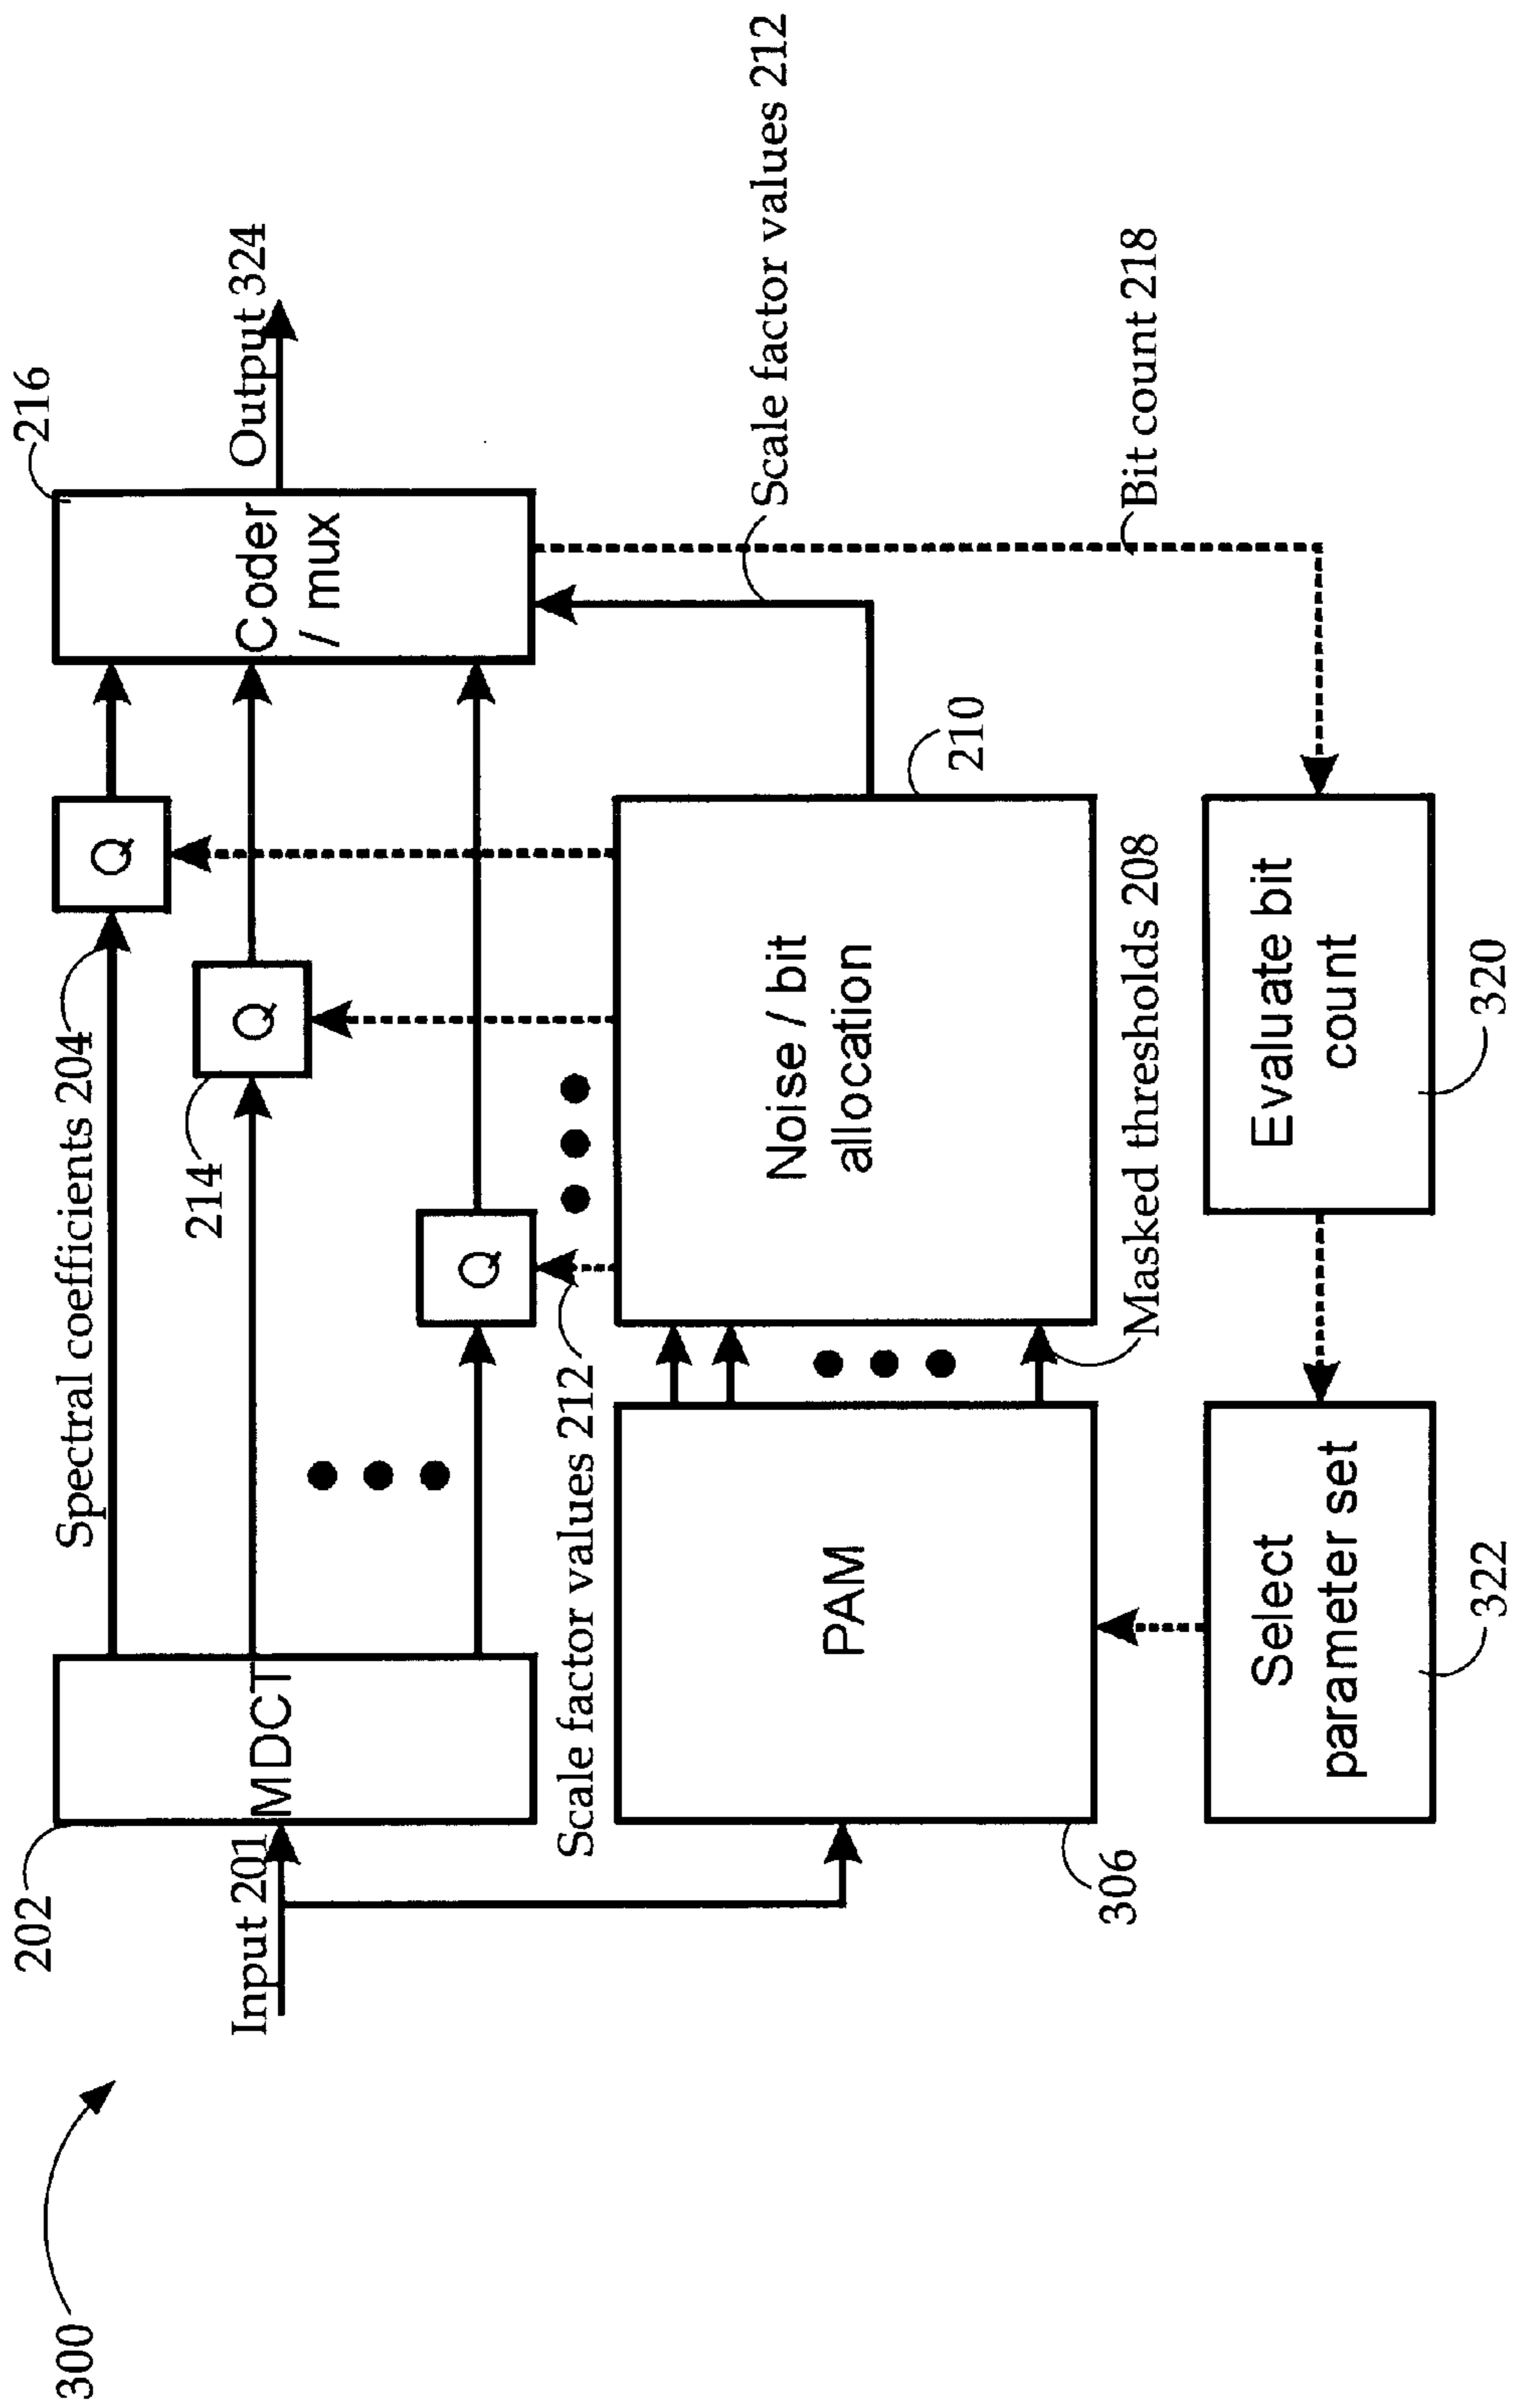 300
202
Input 201
MDCT
Spectral coefficients 204
214
Q
Q
Q
216
Coder
/ mux
Output 324
Scale factor values 212
Scale factor values 212
306
PAM
Noise / bit
allocation
210
Masked thresholds 208
Bit count 218
Select
parameter set
322
Evaluate bit
count
320